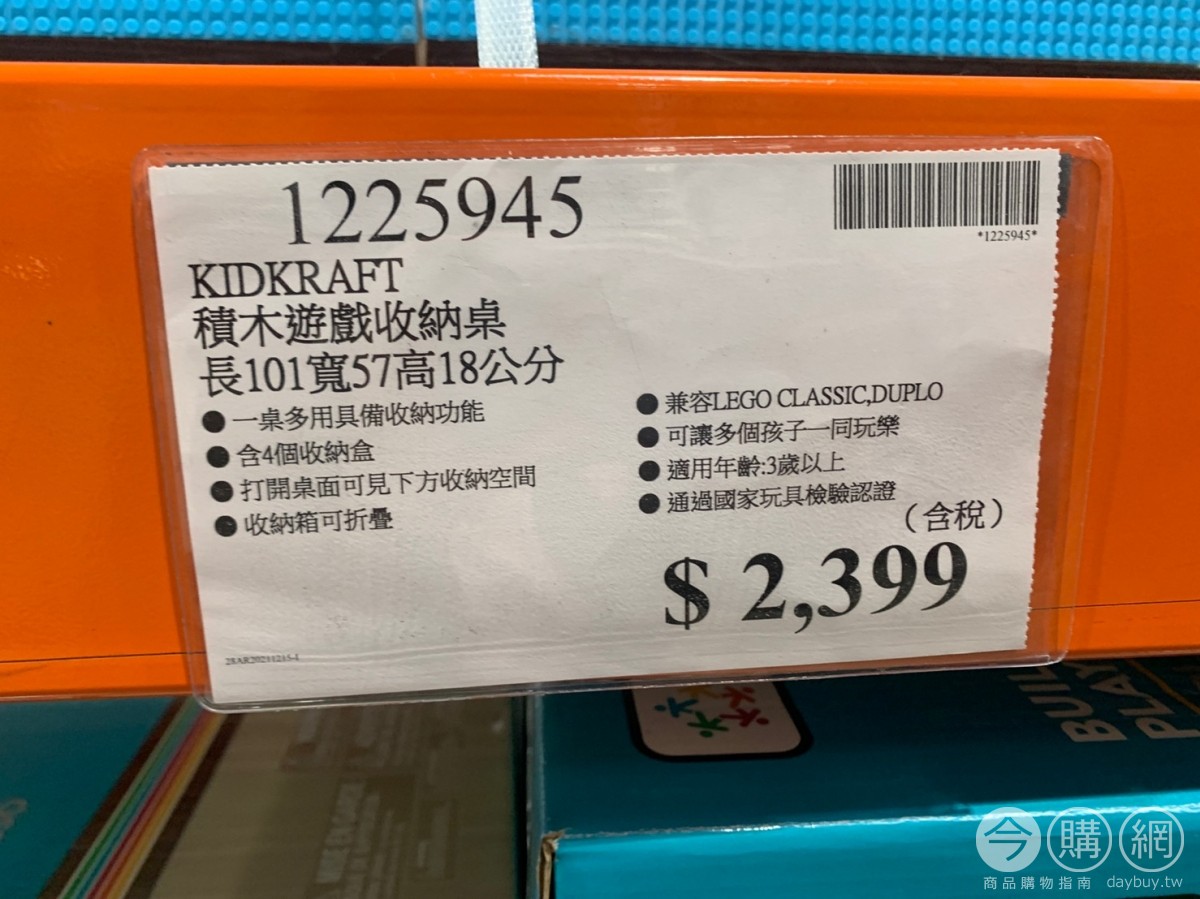 1225945
*1225945*
KIDKRAFT
積木遊戲收納桌
長101寬57高18公分
●一桌多用具備收納功能
●含4個收納盒
●打開桌面可見下方收納空間
●收納箱可折疊
●兼容LEGO CLASSIC,DUPLO
●可讓多個孩子一同玩樂
●適用年齡:3歲以上
●通過國家玩具檢驗認證
（含稅）
$ 2,399
PLAY
今購網
商品購物指南 daybuy.tw